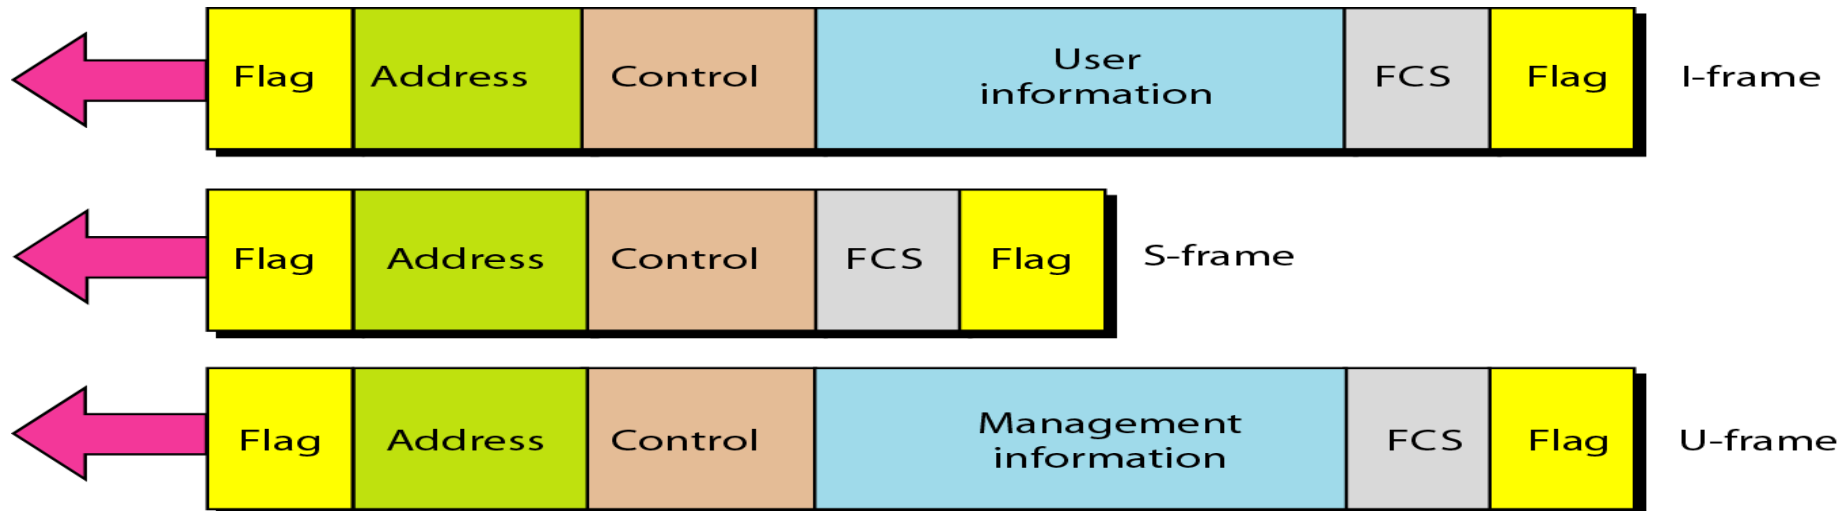 Flag Address Control User information FCS Flag I-frame
Flag Address Control FCS Flag S-frame
Flag Address Control Management information FCS Flag U-frame